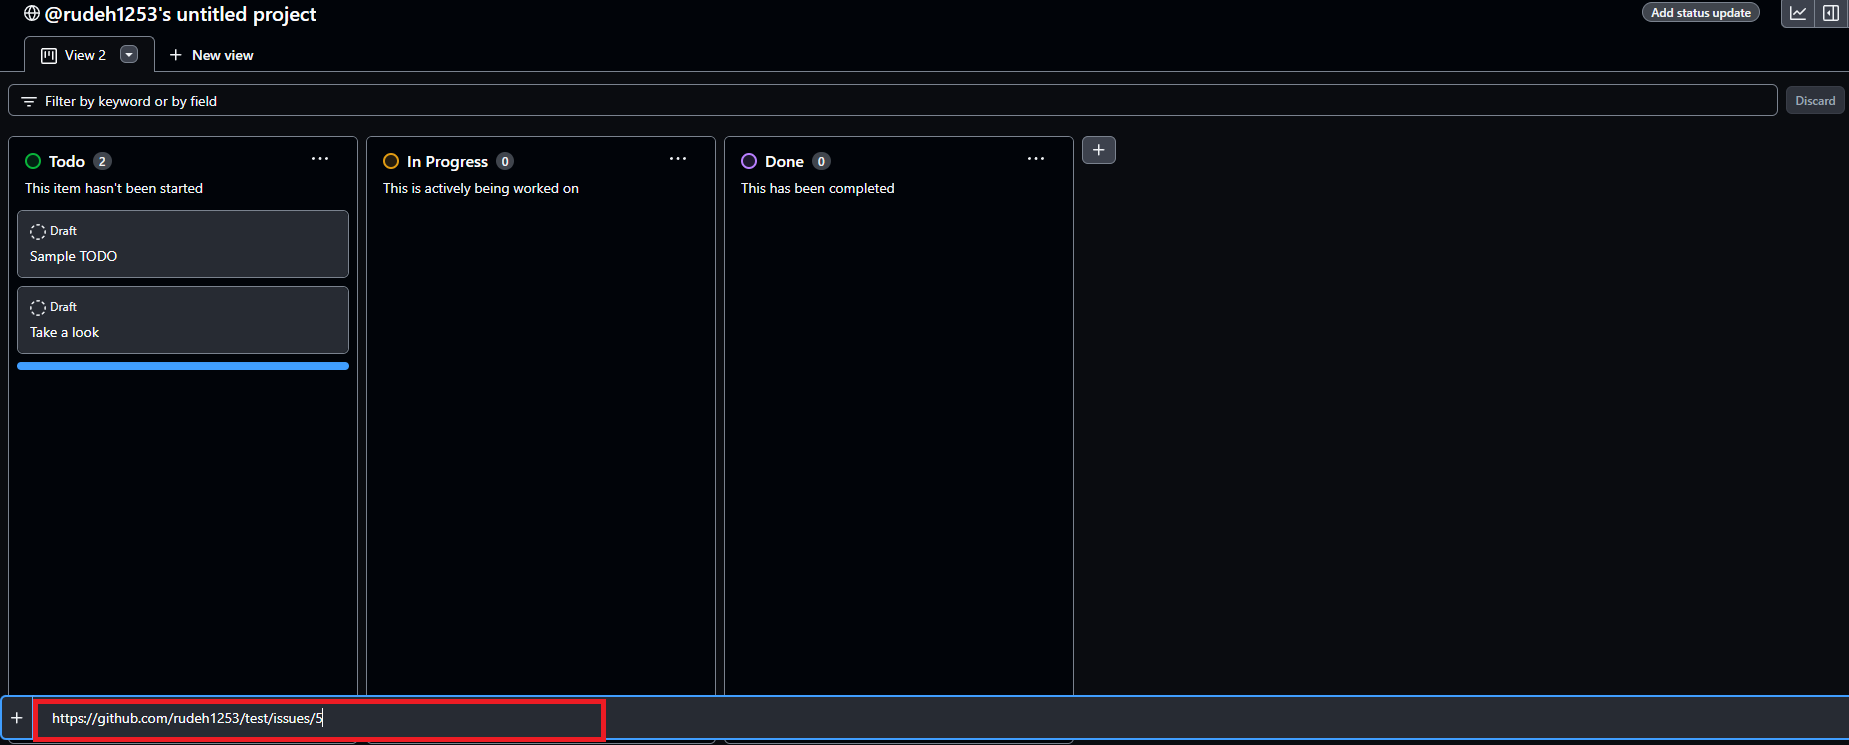 @rudeh1253's untitled project
Add status update
View 2
New view
Filter by keyword or by field
Discard
Todo 2
This item hasn't been started
Draft
Sample TODO
Draft
Take a look
In Progress 0
This is actively being worked on
Done 0
This has been completed
https://github.com/rudeh1253/test/issues/5